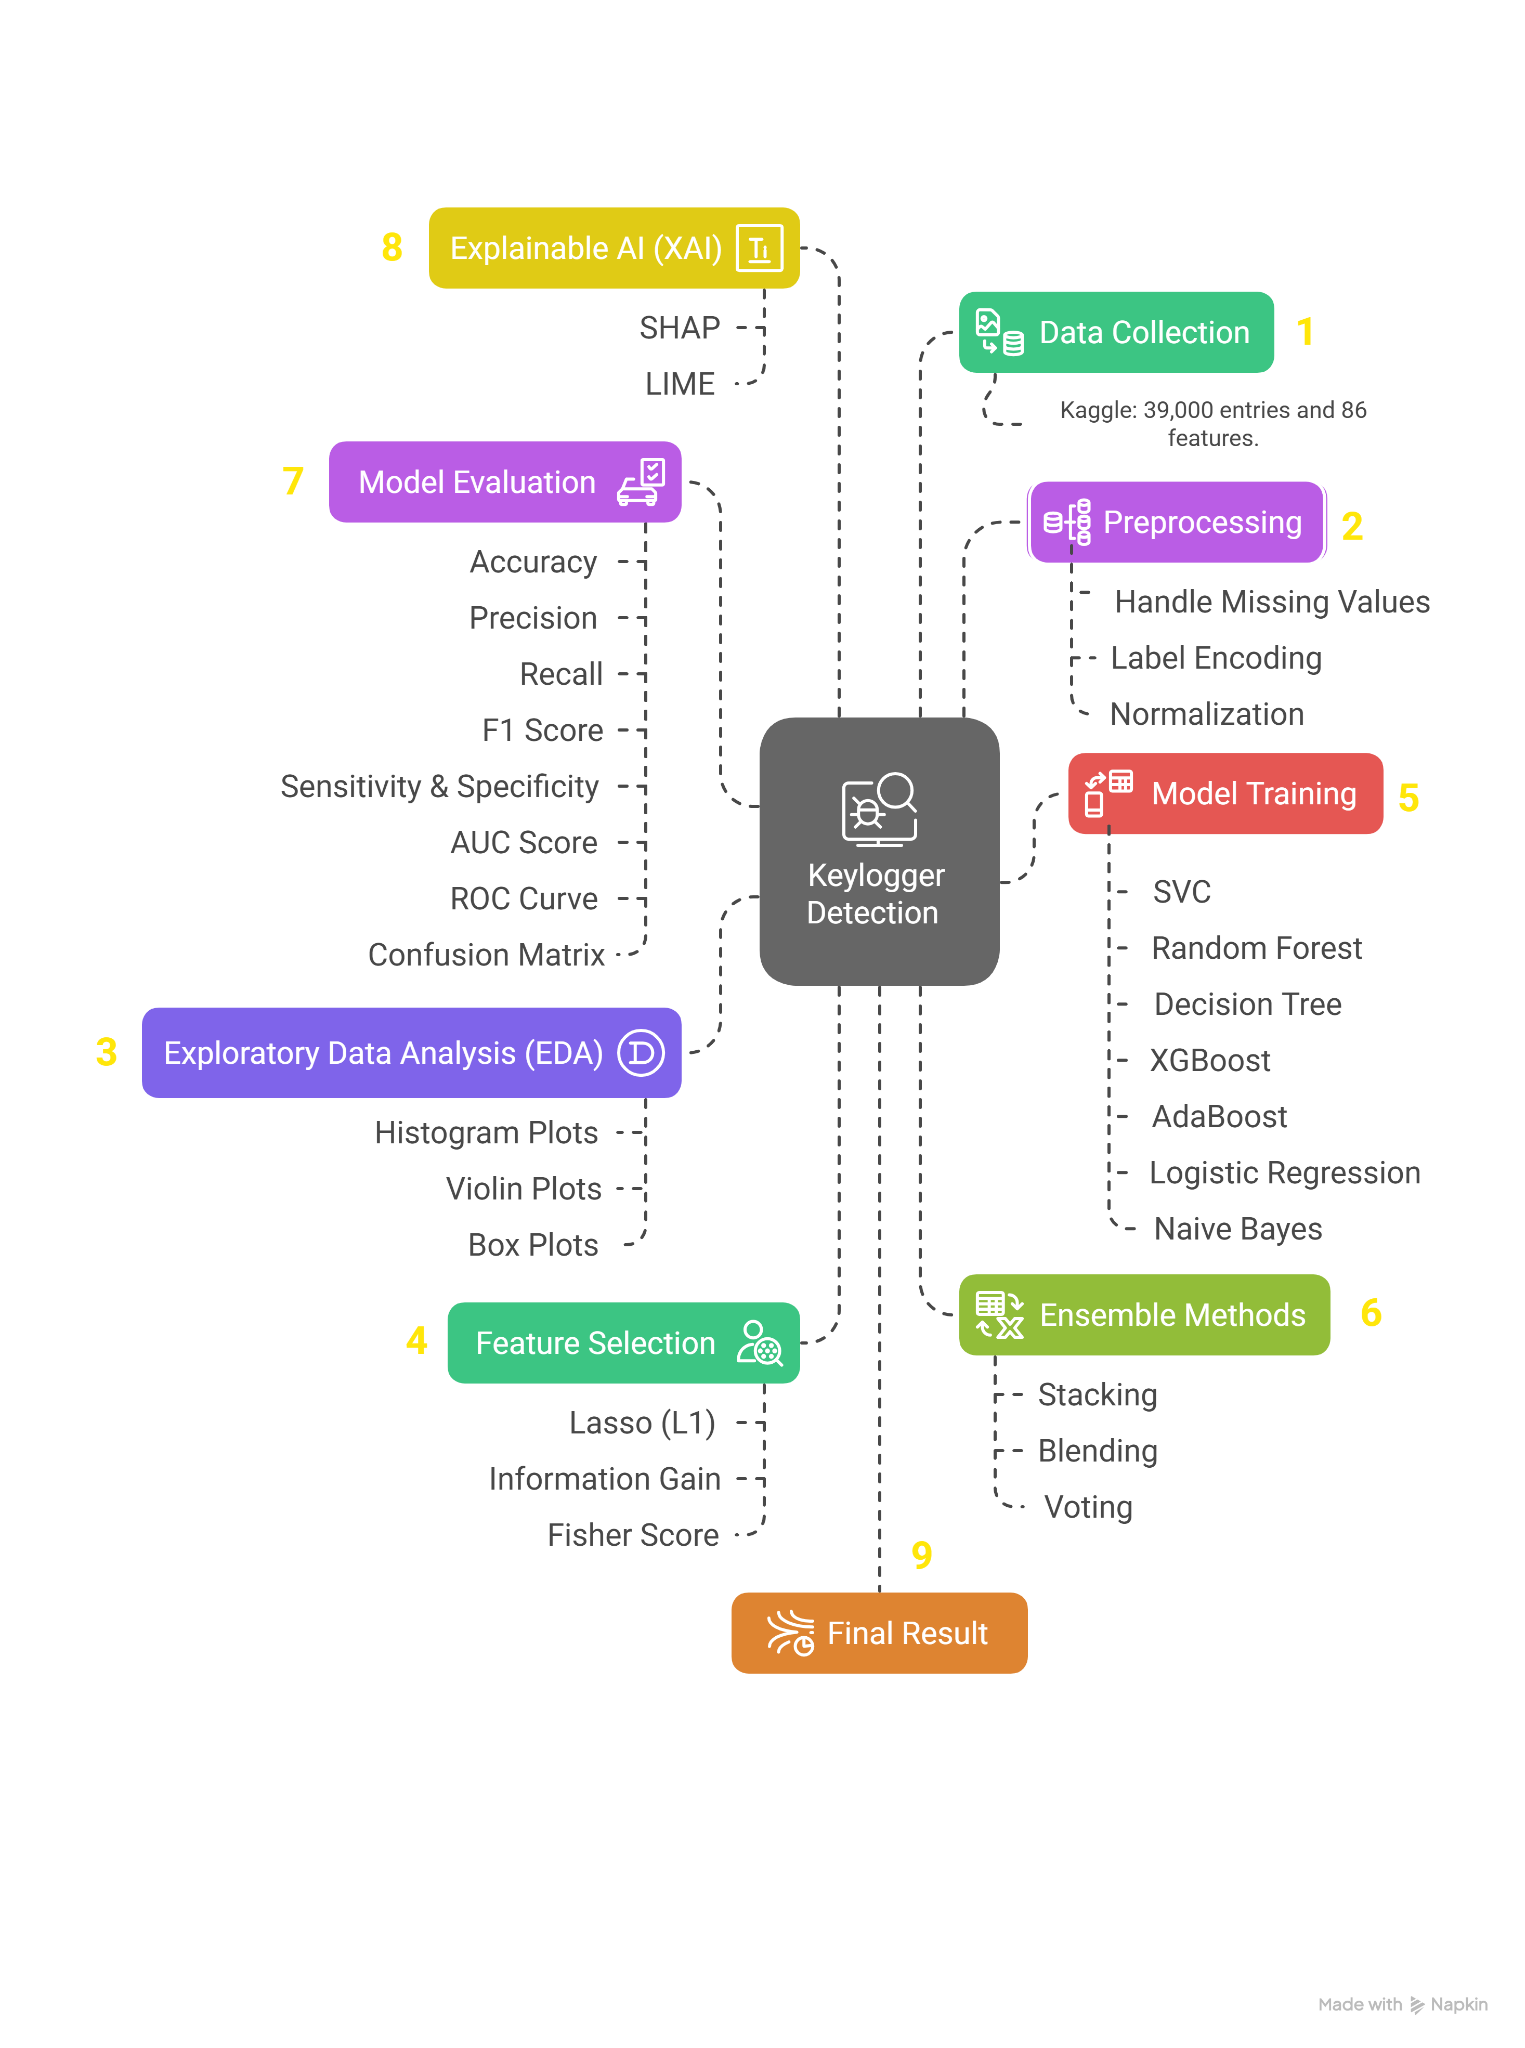 8
Explainable AI (XAI)
SHAP
LIME
Data Collection
1
Kaggle: 39,000 entries and 86
features.
7
Model Evaluation
Accuracy
Precision
Recall
F1 Score
Sensitivity & Specificity
AUC Score
ROC Curve
Confusion Matrix
Preprocessing
2
Handle Missing Values
Label Encoding
Normalization
Keylogger
Detection
Model Training
5
SVC
Random Forest
Decision Tree
XGBoost
AdaBoost
Logistic Regression
Naive Bayes
3
Exploratory Data Analysis (EDA)
Histogram Plots
Violin Plots
Box Plots
4
Feature Selection
Lasso (L1)
Information Gain
Fisher Score
Ensemble Methods
6
Stacking
Blending
Voting
9
Final Result
Made with Napkin